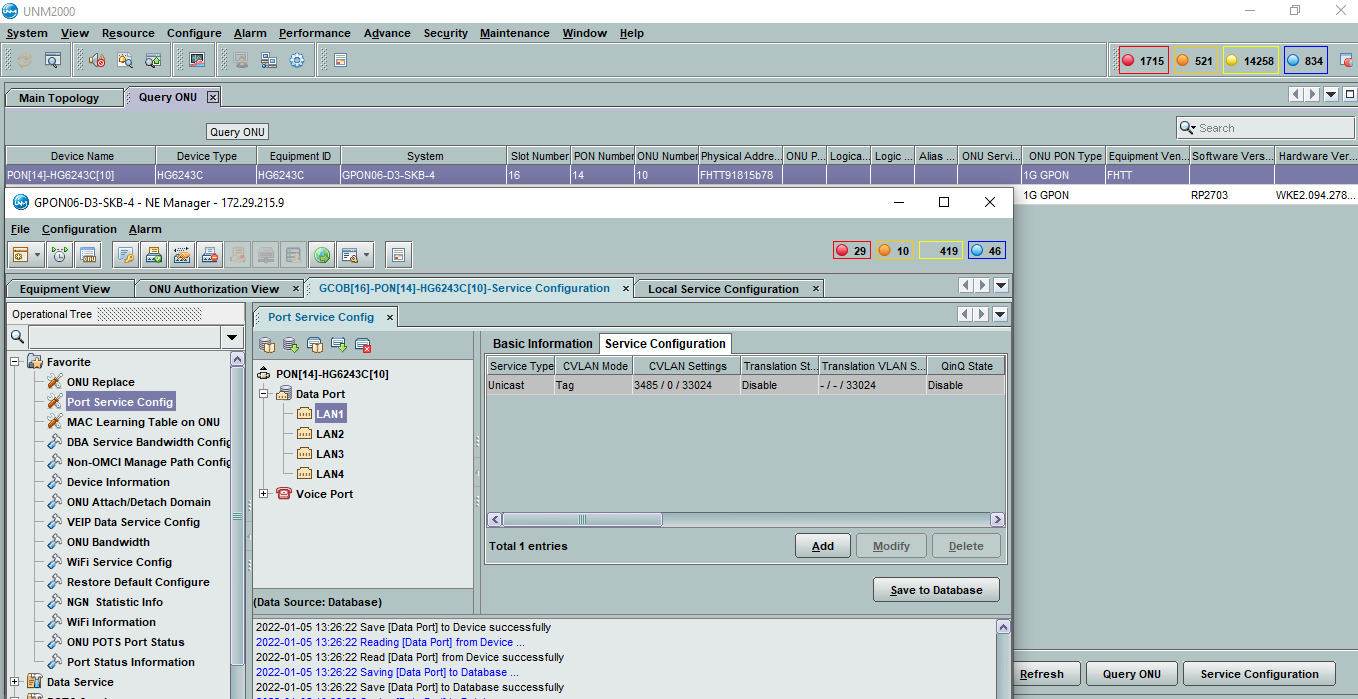 UNM2000
System View Resource Configure Alarm Performance Advance Security Maintenance Window Help
1715 521 14258 834
Main Topology Query ONU
Query ONU
Search
Device Name Device Type Equipment ID System Slot Number PON Number ONU Number Physical Addre... ONU P... Logica... Logic ... Alias ... ONU Servi... ONU PON Type Equipment Ven... Software Vers... Hardware Ver...
PON[14]-HG6243C[10] HG6243C HG6243C GPON06-D3-SKB-4 16 14 10 FHTT91815b78 1G GPON FHTT
1G GPON RP2703 WKE2.094.278...
GPON06-D3-SKB-4 - NE Manager - 172.29.215.9
File Configuration Alarm
29 10 419 46
Equipment View ONU Authorization View GCOB[16]-PON[14]-HG6243C[10]-Service Configuration Local Service Configuration
Operational Tree
Favorite
ONU Replace
Port Service Config
MAC Learning Table on ONU
DBA Service Bandwidth Config
Non-OMCI Manage Path Config
Device Information
ONU Attach/Detach Domain
VEIP Data Service Config
ONU Bandwidth
WiFi Service Config
Restore Default Configure
NGN Statistic Info
WiFi Information
ONU POTS Port Status
Port Status Information
Data Service
Port Service Config
PON[14]-HG6243C[10]
Data Port
LAN1
LAN2
LAN3
LAN4
Voice Port
(Data Source: Database)
Basic Information Service Configuration
Service Type CVLAN Mode CVLAN Settings Translation St... Translation VLAN S... QinQ State
Unicast Tag 3485 / 0 / 33024 Disable - / - / 33024 Disable
Total 1 entries
Add Modify Delete
Save to Database
2022-01-05 13:26:22 Save [Data Port] to Device successfully
2022-01-05 13:26:22 Reading [Data Port] from Device ...
2022-01-05 13:26:22 Read [Data Port] from Device successfully
2022-01-05 13:26:22 Saving [Data Port] to Database ...
2022-01-05 13:26:22 Save [Data Port] to Database successfully
Refresh Query ONU Service Configuration